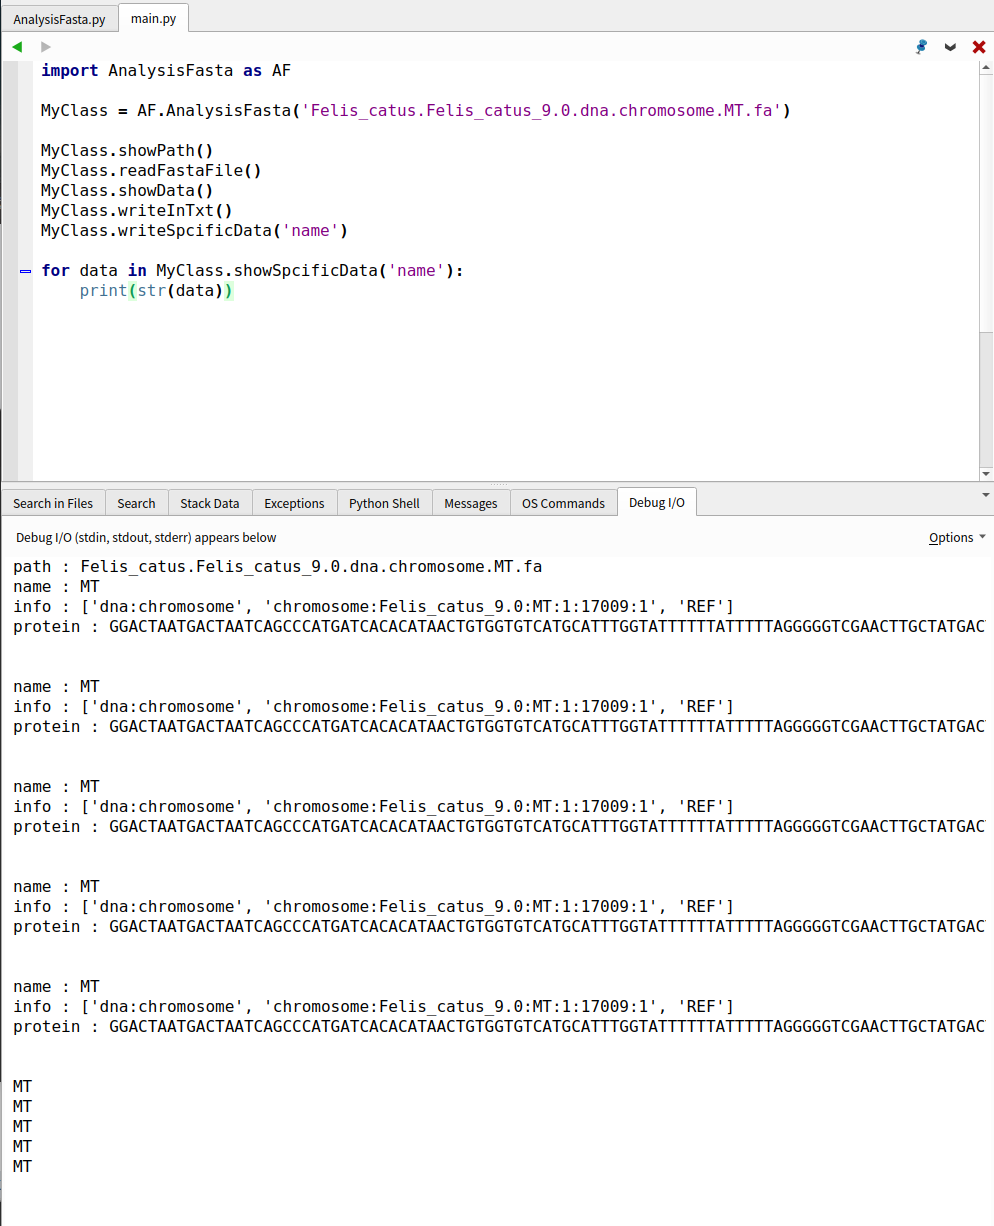 AnalysisFasta.py main.py
import AnalysisFasta as AF
MyClass = AF.AnalysisFasta('Felis_catus.Felis_catus_9.0.dna.chromosome.MT.fa')
MyClass.showPath()
MyClass.readFastaFile()
MyClass.showData()
MyClass.writeInTxt()
MyClass.writeSpcificData('name')
for data in MyClass.showSpcificData('name'):
    print(str(data))
Search in Files Search Stack Data Exceptions Python Shell Messages OS Commands Debug I/O
Debug I/O (stdin, stdout, stderr) appears below Options
path : Felis_catus.Felis_catus_9.0.dna.chromosome.MT.fa
name : MT
info : ['dna:chromosome', 'chromosome:Felis_catus_9.0:MT:1:17009:1', 'REF']
protein : GGACTAATGACTAATCAGCCCATGATCACACATAACTGTGGTGTCATGCATTTGGTATTTTTTATTTTTAGGGGGTCGAACTTGCTATGACT
name : MT
info : ['dna:chromosome', 'chromosome:Felis_catus_9.0:MT:1:17009:1', 'REF']
protein : GGACTAATGACTAATCAGCCCATGATCACACATAACTGTGGTGTCATGCATTTGGTATTTTTTATTTTTAGGGGGTCGAACTTGCTATGACT
name : MT
info : ['dna:chromosome', 'chromosome:Felis_catus_9.0:MT:1:17009:1', 'REF']
protein : GGACTAATGACTAATCAGCCCATGATCACACATAACTGTGGTGTCATGCATTTGGTATTTTTTATTTTTAGGGGGTCGAACTTGCTATGACT
name : MT
info : ['dna:chromosome', 'chromosome:Felis_catus_9.0:MT:1:17009:1', 'REF']
protein : GGACTAATGACTAATCAGCCCATGATCACACATAACTGTGGTGTCATGCATTTGGTATTTTTTATTTTTAGGGGGTCGAACTTGCTATGACT
name : MT
info : ['dna:chromosome', 'chromosome:Felis_catus_9.0:MT:1:17009:1', 'REF']
protein : GGACTAATGACTAATCAGCCCATGATCACACATAACTGTGGTGTCATGCATTTGGTATTTTTTATTTTTAGGGGGTCGAACTTGCTATGACT
MT
MT
MT
MT
MT